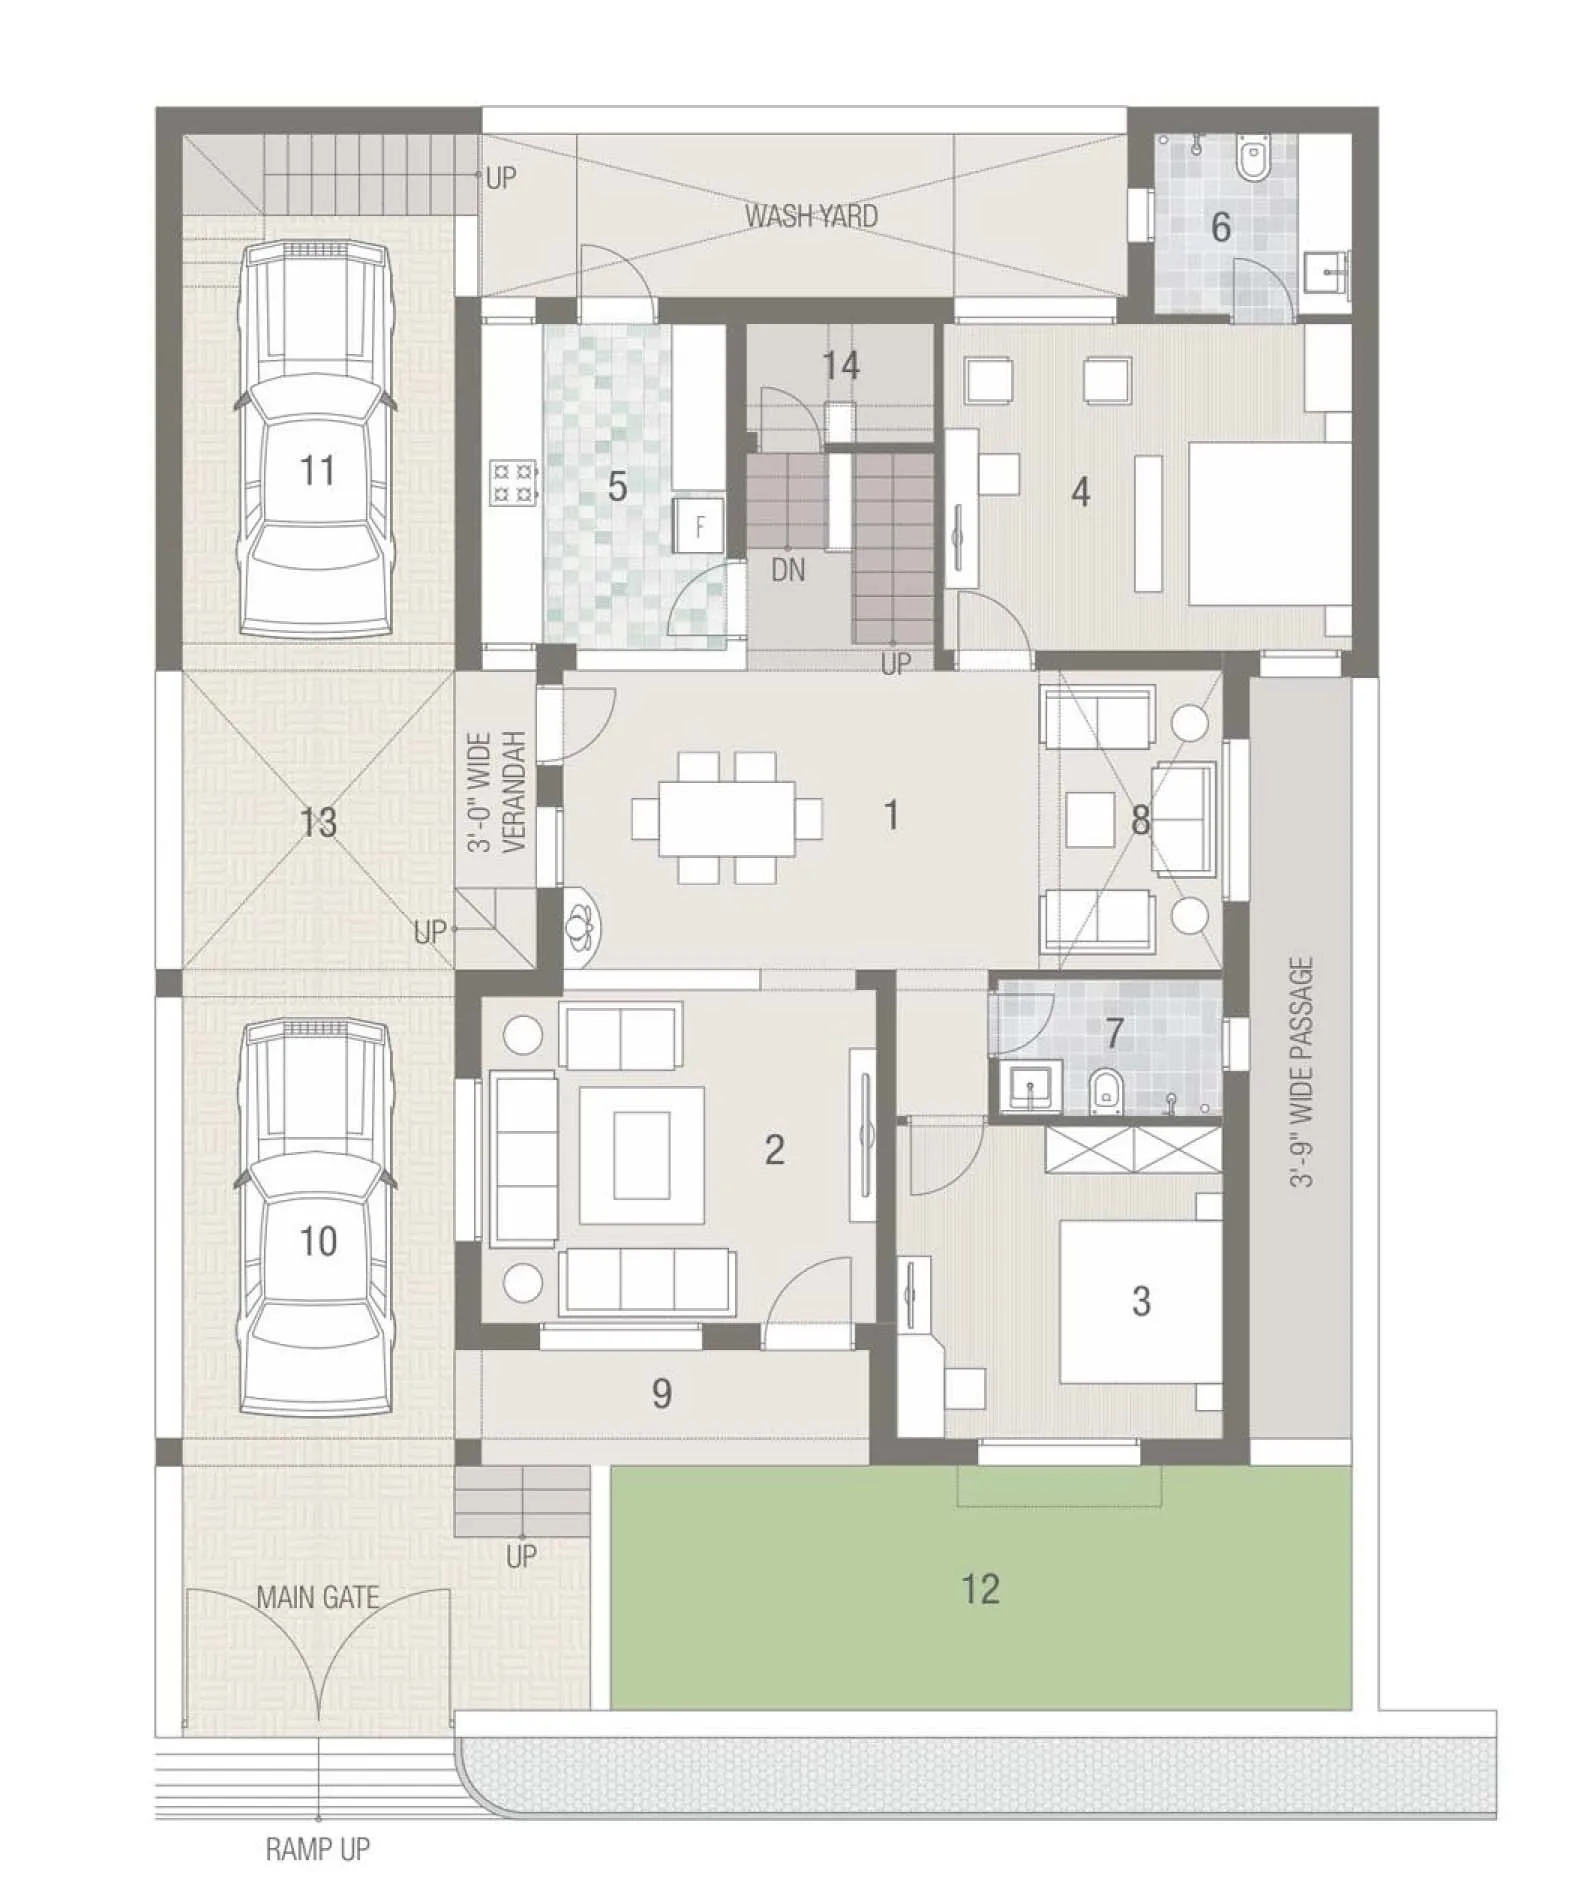 UP
WASH YARD
6
14
11
5
4
F
DN
UP
3'-0" WIDE
VERANDAH
13
1
8
UP
7
3'-9" WIDE PASSAGE
2
10
3
9
UP
MAIN GATE
12
RAMP UP